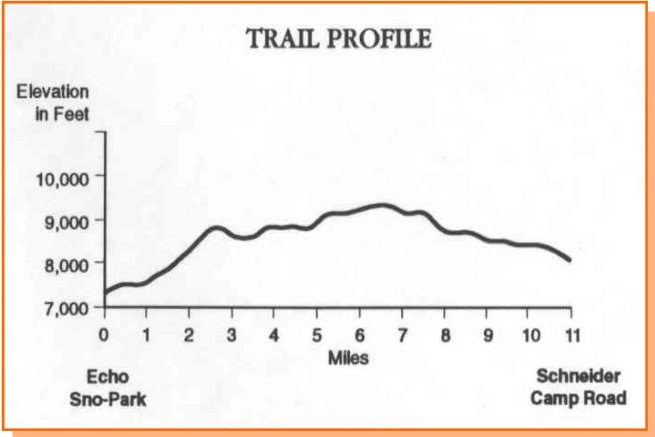 TRAIL PROFILE
Elevation
in Feet
10,000
9,000
8,000
7,000
0 1 2 3 4 5 6 7 8 9 10 11
Miles
Echo
Sno-Park
Schneider
Camp Road